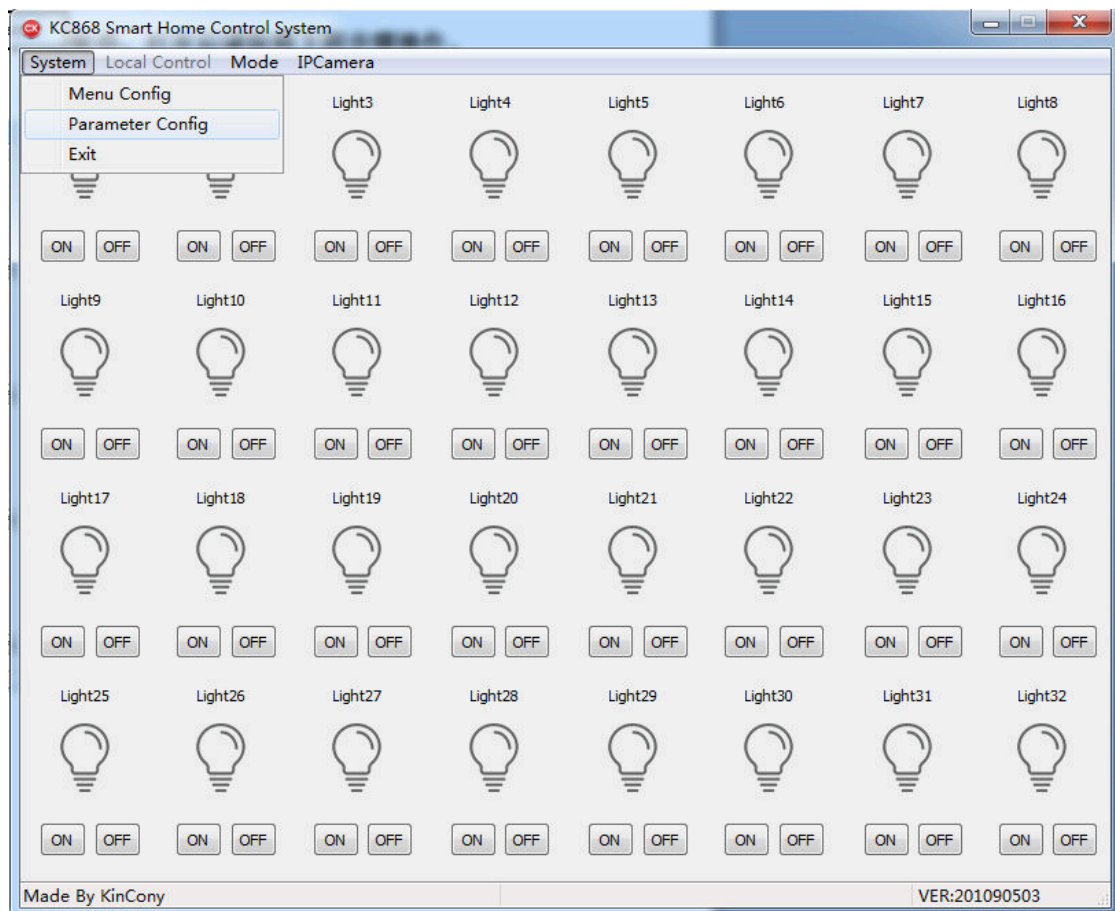 KC868 Smart Home Control System
System Local Control Mode IPCamera
Menu Config
Parameter Config
Exit
Light3 Light4 Light5 Light6 Light7 Light8
ON OFF ON OFF ON OFF ON OFF ON OFF ON OFF ON OFF ON OFF
Light9 Light10 Light11 Light12 Light13 Light14 Light15 Light16
ON OFF ON OFF ON OFF ON OFF ON OFF ON OFF ON OFF ON OFF
Light17 Light18 Light19 Light20 Light21 Light22 Light23 Light24
ON OFF ON OFF ON OFF ON OFF ON OFF ON OFF ON OFF ON OFF
Light25 Light26 Light27 Light28 Light29 Light30 Light31 Light32
ON OFF ON OFF ON OFF ON OFF ON OFF ON OFF ON OFF ON OFF
Made By KinCony VER:201090503